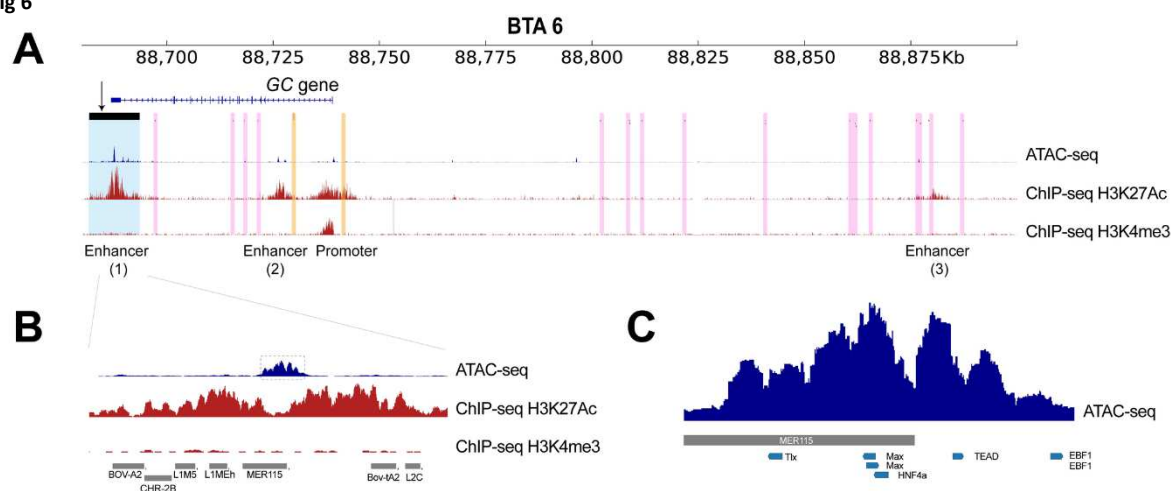 ig 6
BTA 6
A
88,700 88,725 88,750 88,775 88,800 88,825 88,850 88,875Kb
GC gene
ATAC-seq
ChIP-seq H3K27Ac
ChIP-seq H3K4me3
Enhancer (1)
Enhancer (2)
Promoter
Enhancer (3)
B
ATAC-seq
ChIP-seq H3K27Ac
ChIP-seq H3K4me3
BOV-A2
CHR-2B
L1M5
L1MEh
MER115
Bov-tA2
L2C
C
ATAC-seq
MER115
Tlx
Max
TEAD
EBF1
Max
EBF1
HNF4a